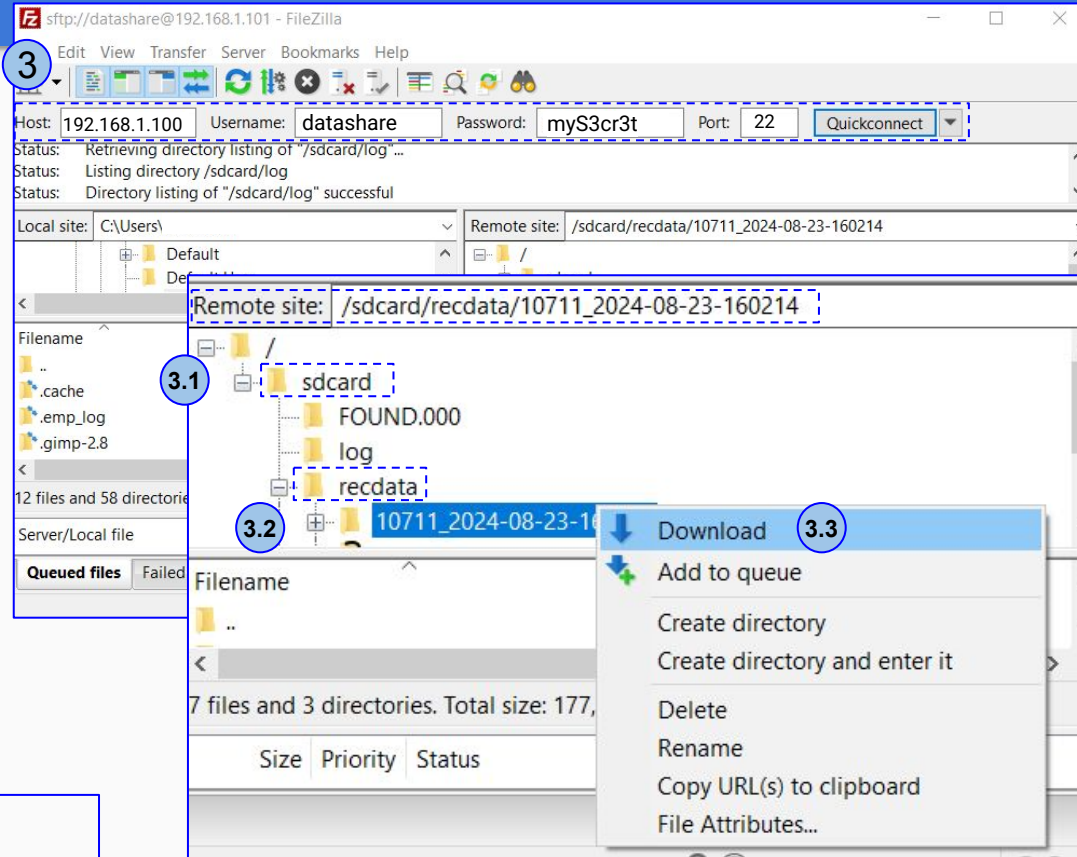 sftp://datashare@192.168.1.101 - FileZilla
3
Edit View Transfer Server Bookmarks Help
Host: 192.168.1.100 Username: datashare Password: myS3cr3t Port: 22 Quickconnect
Status: Retrieving directory listing of "/sdcard/log"...
Status: Listing directory /sdcard/log
Status: Directory listing of "/sdcard/log" successful
Local site: C:\Users\ Remote site: /sdcard/recdata/10711_2024-08-23-160214
Default /
Remote site: /sdcard/recdata/10711_2024-08-23-160214
/
3.1 sdcard
FOUND.000
log
recdata
3.2 10711_2024-08-23-16
Filename
..
.cache
.emp_log
.gimp-2.8
12 files and 58 directorie
Server/Local file
Queued files Failed
3.3
Download
Add to queue
Create directory
Create directory and enter it
Delete
Rename
Copy URL(s) to clipboard
File Attributes...
Filename
..
7 files and 3 directories. Total size: 177,
Size Priority Status